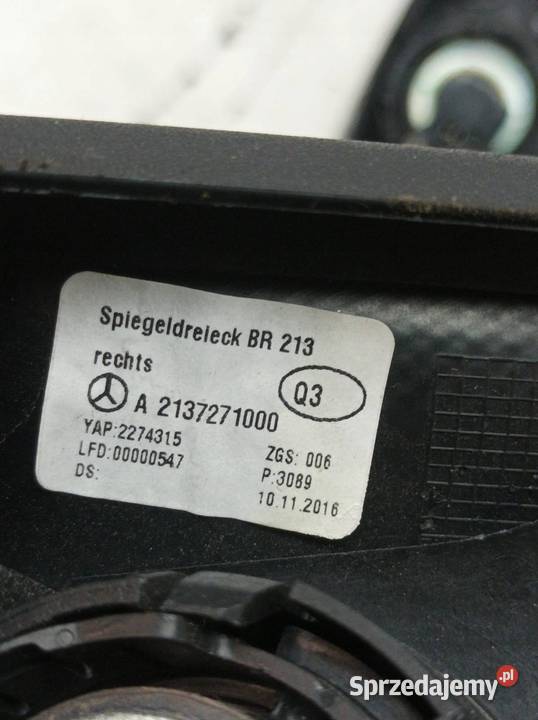 Spiegeldreieck BR 213
rechts
Q3
A 2137271000
YAP:2274315
ZGS: 006
LFD:00000547
P:3089
DS:
10.11.2016
Sprzedajemy.pl